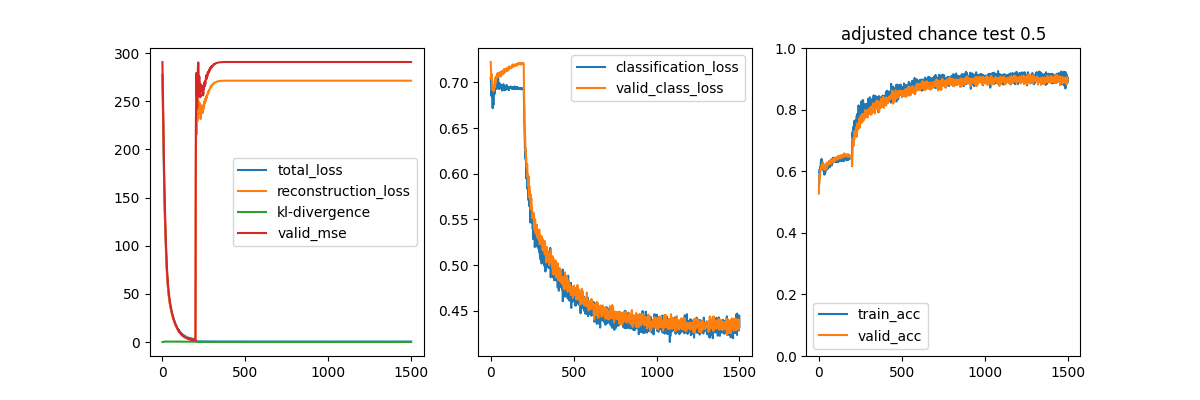 adjusted chance test 0.5
300
250
200
150
100
50
0
total_loss
reconstruction_loss
kl-divergence
valid_mse
0 500 1000 1500
0.70
0.65
0.60
0.55
0.50
0.45
classification_loss
valid_class_loss
0 500 1000 1500
1.0
0.8
0.6
0.4
0.2
0.0
train_acc
valid_acc
0 500 1000 1500